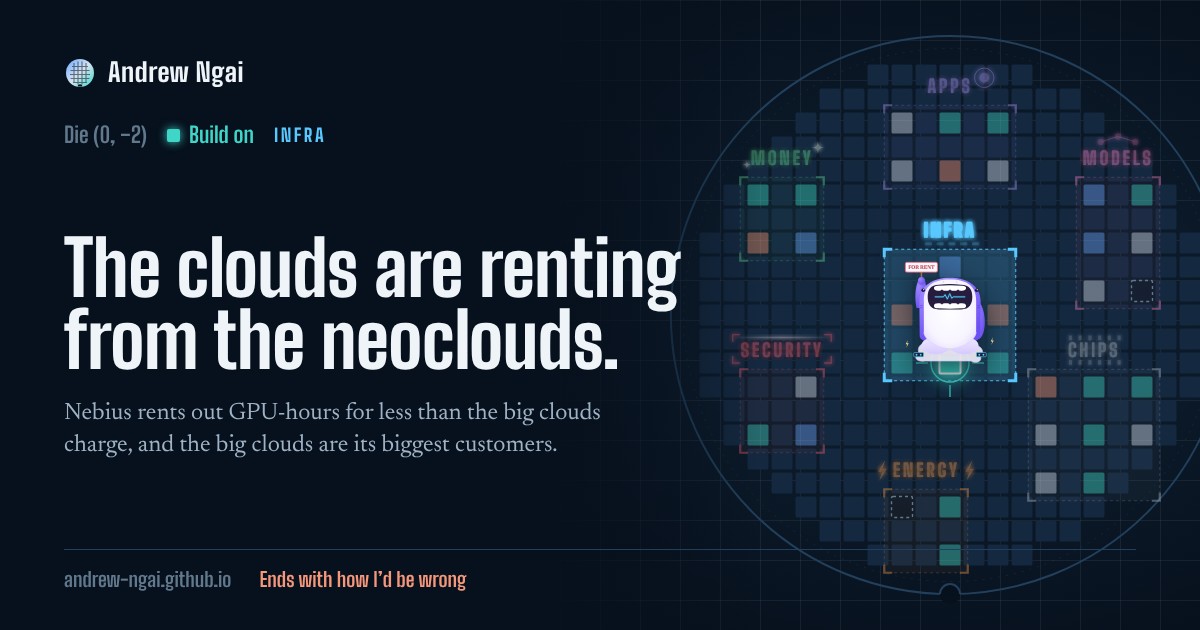 Andrew Ngai
Die (0, −2) Build on INFRA
The clouds are renting
from the neoclouds.
Nebius rents out GPU-hours for less than the big clouds
charge, and the big clouds are its biggest customers.
andrew-ngai.github.io Ends with how I’d be wrong
APPS
MONEY
MODELS
INFRA
FOR RENT
SECURITY
CHIPS
ENERGY